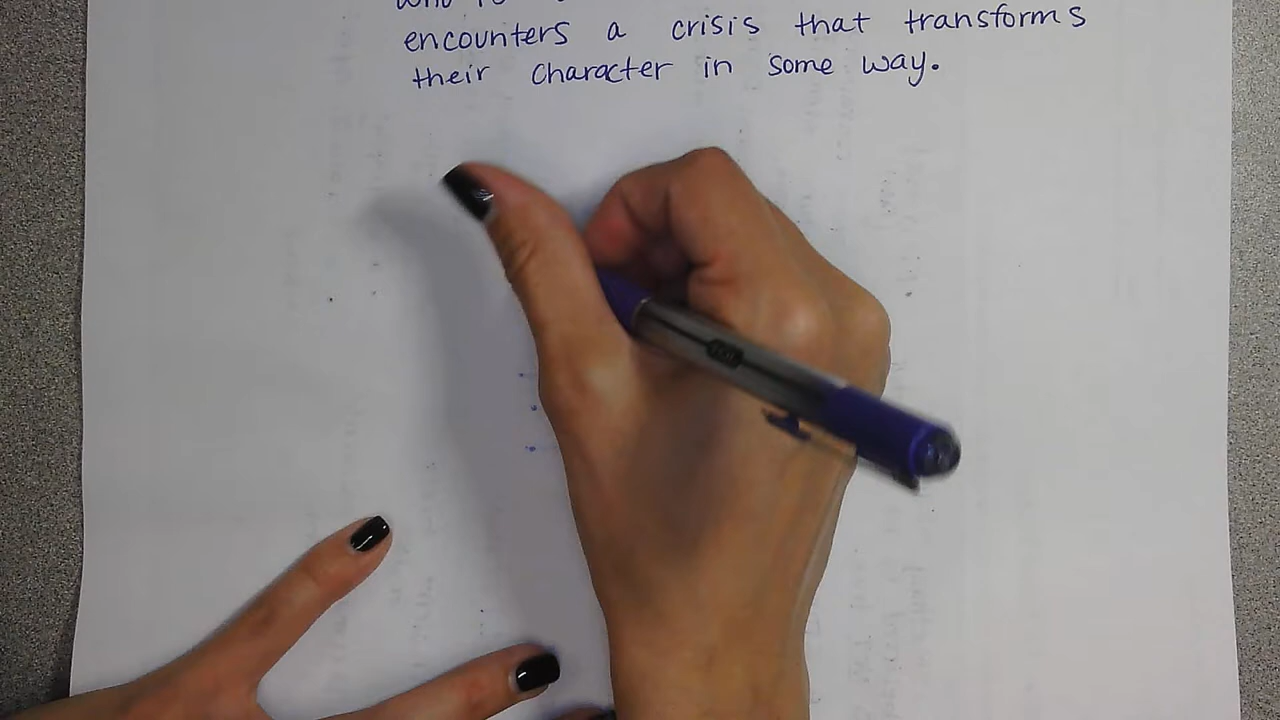 encounters a crisis that transforms
their character in some way.